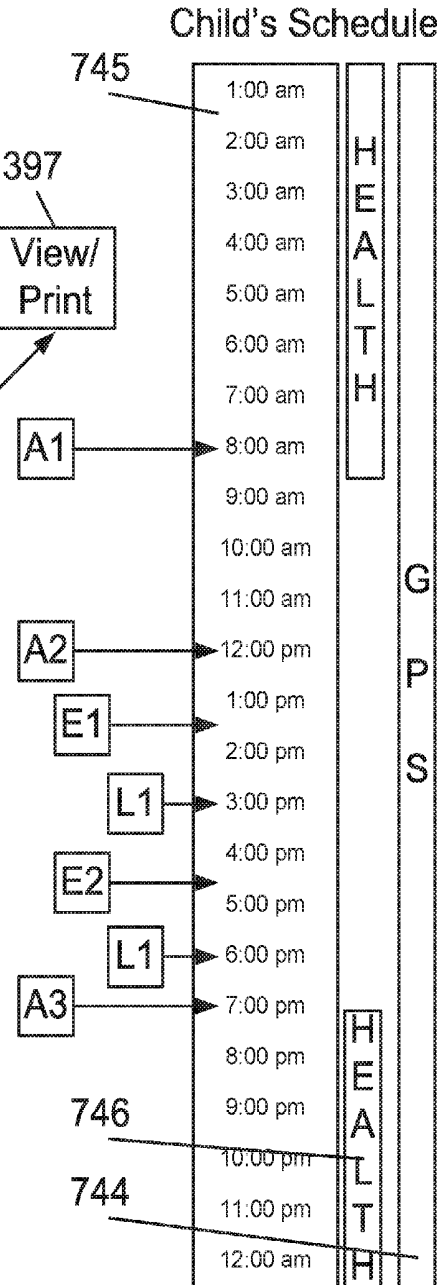 Child's Schedule
745
397
View/
Print
1:00 am
2:00 am
3:00 am
4:00 am
5:00 am
6:00 am
7:00 am
HEALTH
A1
8:00 am
9:00 am
10:00 am
11:00 am
GPS
A2
12:00 pm
1:00 pm
E1
2:00 pm
L1
3:00 pm
4:00 pm
E2
5:00 pm
L1
6:00 pm
A3
7:00 pm
8:00 pm
9:00 pm
HEALTH
746
10:00 pm
744
11:00 pm
12:00 am